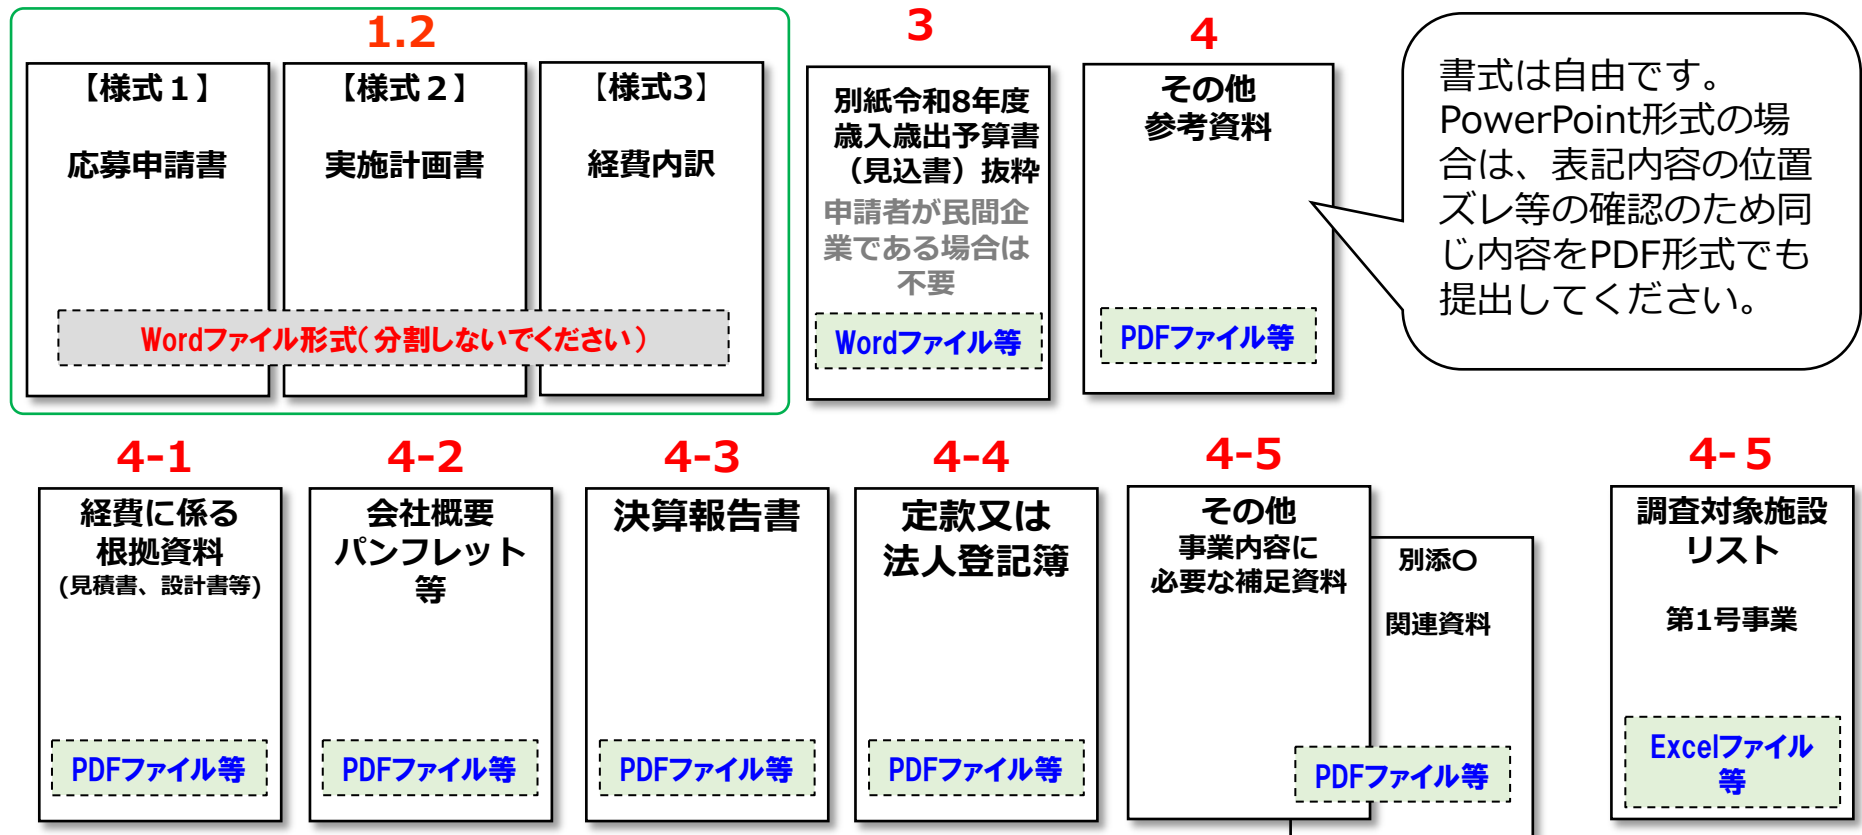 1.2
【様式１】
応募申請書
【様式２】
実施計画書
【様式3】
経費内訳
Wordファイル形式(分割しないでください)
3
別紙令和8年度
歳入歳出予算書
（見込書）抜粋
申請者が民間企
業である場合は
不要
Wordファイル等
4
その他
参考資料
PDFファイル等
書式は自由です。
PowerPoint形式の場
合は、表記内容の位置
ズレ等の確認のため同
じ内容をPDF形式でも
提出してください。
4-1
経費に係る
根拠資料
(見積書、設計書等)
PDFファイル等
4-2
会社概要
パンフレット
等
PDFファイル等
4-3
決算報告書
PDFファイル等
4-4
定款又は
法人登記簿
PDFファイル等
4-5
その他
事業内容に
必要な補足資料
別添〇
関連資料
PDFファイル等
4-５
調査対象施設
リスト
第1号事業
Excelファイル
等